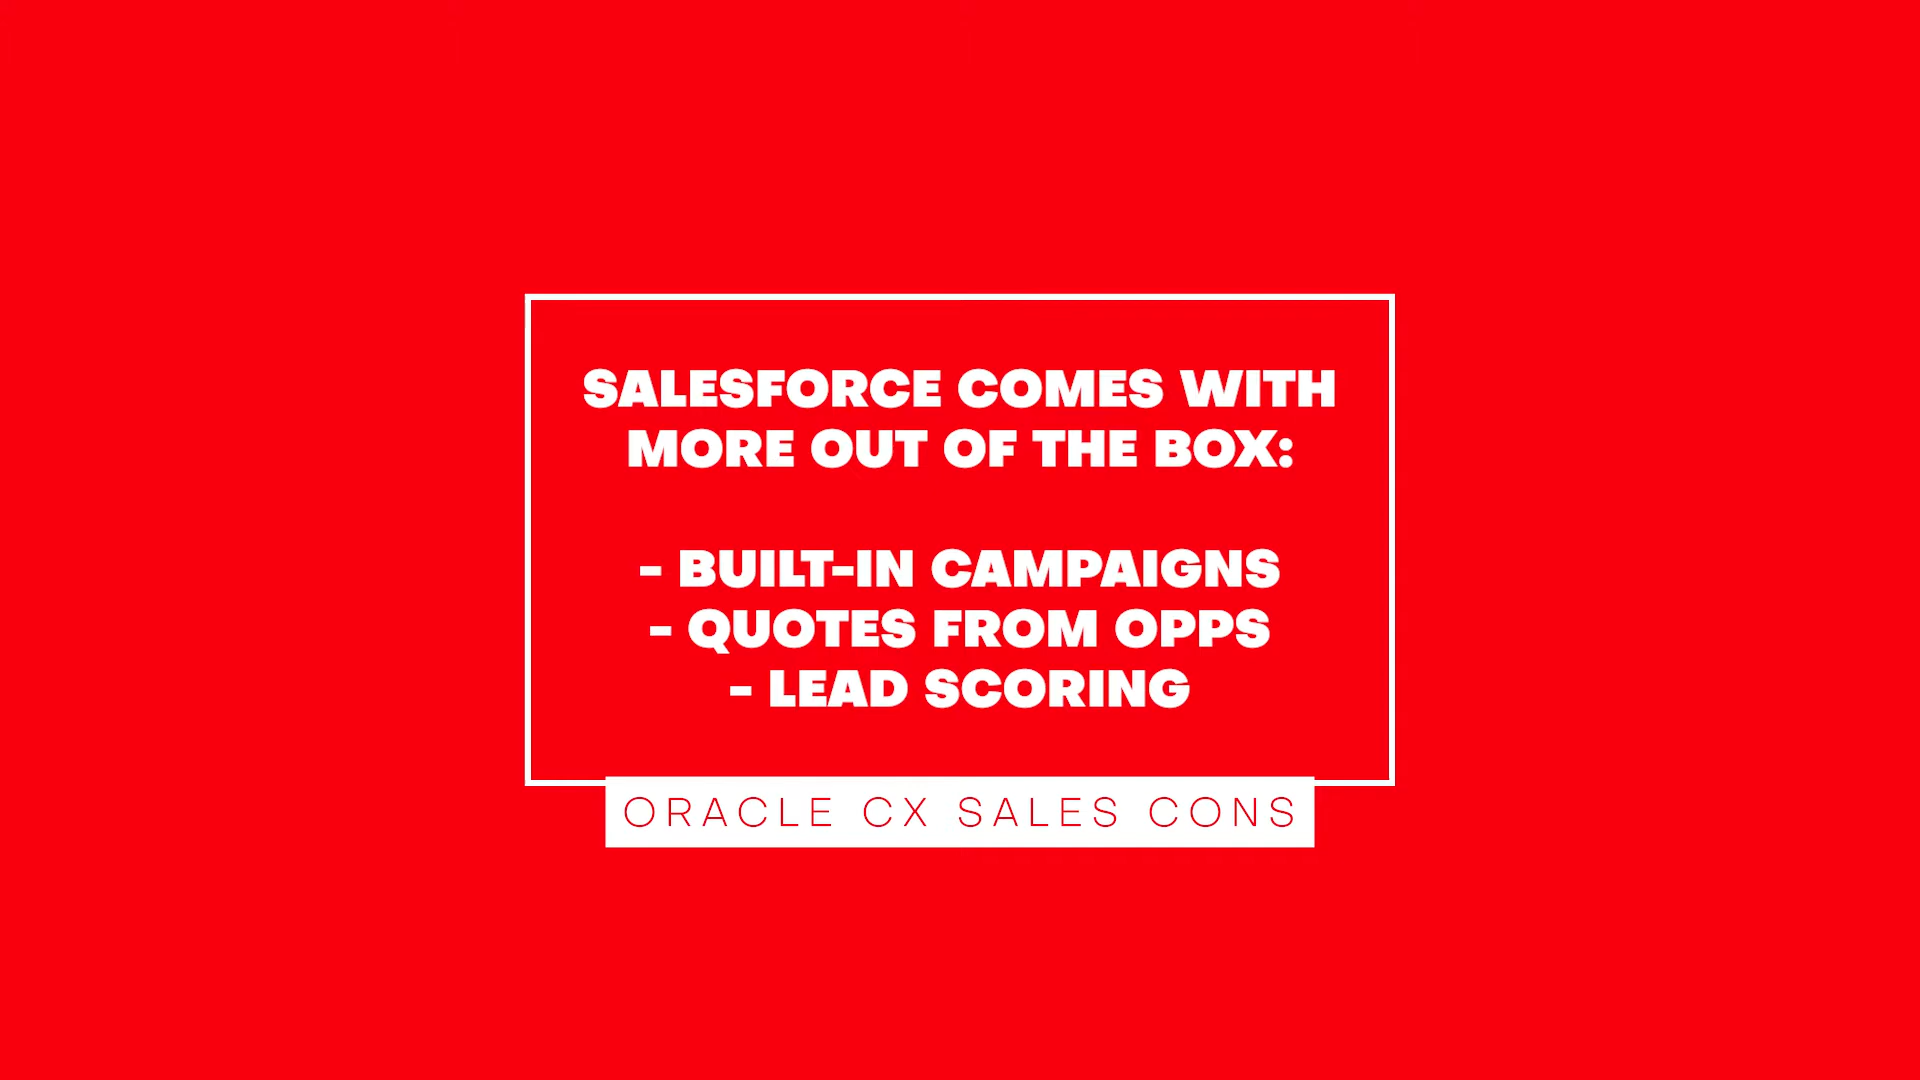 SALESFORCE COMES WITH
MORE OUT OF THE BOX:
- BUILT-IN CAMPAIGNS
- QUOTES FROM OPPS
- LEAD SCORING
ORACLE CX SALES CONS